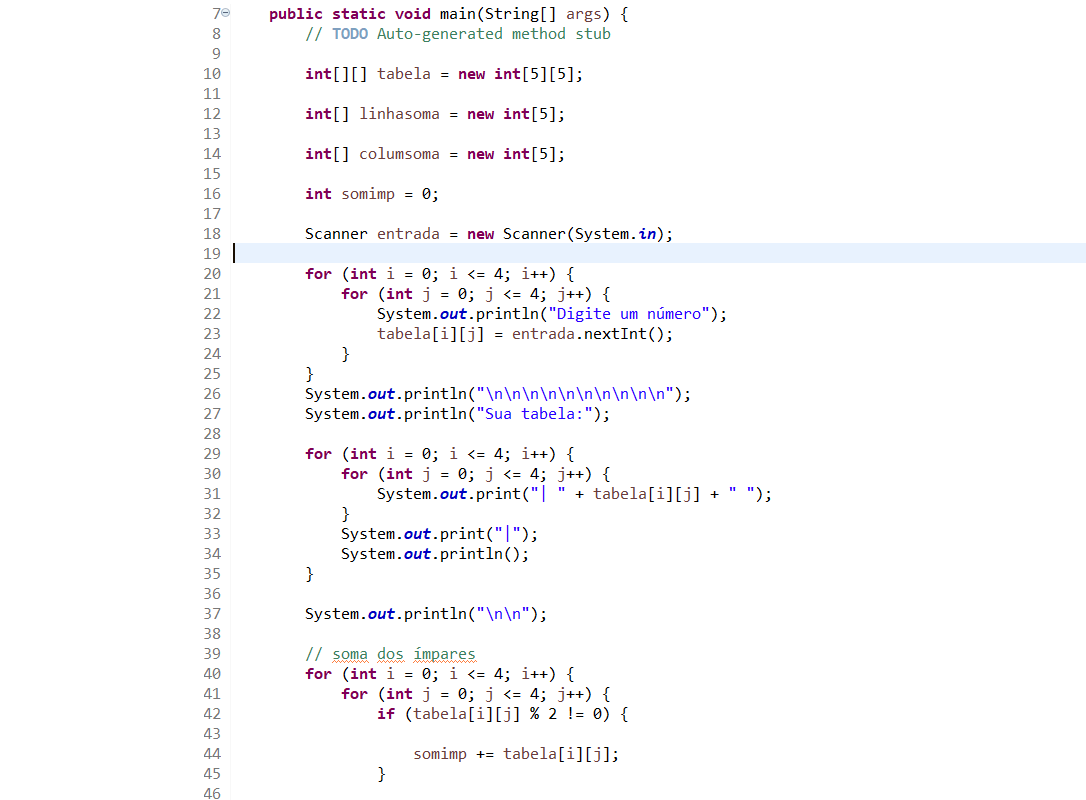 7 public static void main(String[] args) {
8 // TODO Auto-generated method stub
9
10 int[][] tabela = new int[5][5];
11
12 int[] linhasoma = new int[5];
13
14 int[] columsoma = new int[5];
15
16 int somimp = 0;
17
18 Scanner entrada = new Scanner(System.in);
19
20 for (int i = 0; i <= 4; i++) {
21 for (int j = 0; j <= 4; j++) {
22 System.out.println("Digite um número");
23 tabela[i][j] = entrada.nextInt();
24 }
25 }
26 System.out.println("\n\n\n\n\n\n\n\n\n\n");
27 System.out.println("Sua tabela:");
28
29 for (int i = 0; i <= 4; i++) {
30 for (int j = 0; j <= 4; j++) {
31 System.out.print("| " + tabela[i][j] + " ");
32 }
33 System.out.print("|");
34 System.out.println();
35 }
36
37 System.out.println("\n\n");
38
39 // soma dos ímpares
40 for (int i = 0; i <= 4; i++) {
41 for (int j = 0; j <= 4; j++) {
42 if (tabela[i][j] % 2 != 0) {
43
44 somimp += tabela[i][j];
45 }
46